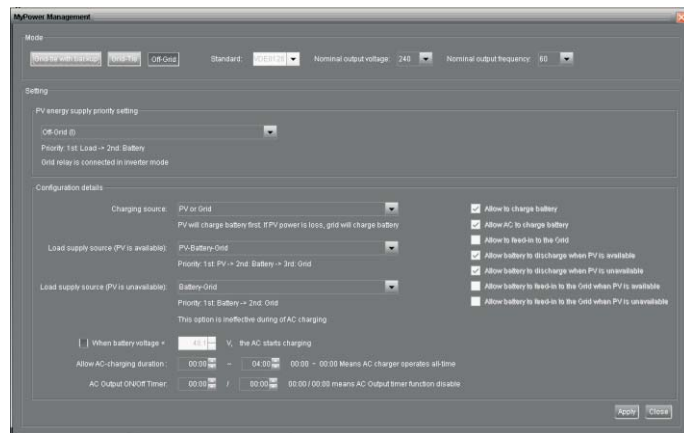 MyPower Management
Mode
Grid-tie with backup Grid-Tie Off-Grid Standard: VDE0126 Nominal output voltage: 240 Nominal output frequency: 60
Setting
PV energy supply priority setting
Off-Grid (I)
Priority: 1st: Load -> 2nd: Battery
Grid relay is connected in inverter mode
Configuration details
Charging source: PV or Grid
PV will charge battery first. If PV power is loss, grid will charge battery
Load supply source (PV is available): PV-Battery-Grid
Priority: 1st: PV -> 2nd: Battery -> 3rd: Grid
Load supply source (PV is unavailable): Battery-Grid
Priority: 1st: Battery -> 2nd: Grid
This option is ineffective during of AC charging
Allow to charge battery
Allow AC to charge battery
Allow to feed-in to the Grid
Allow battery to discharge when PV is available
Allow battery to discharge when PV is unavailable
Allow battery to feed-in to the Grid when PV is available
Allow battery to feed-in to the Grid when PV is unavailable
When battery voltage < V, the AC starts charging
Allow AC-charging duration: 00:00 ~ 04:00 00:00 ~ 00:00 Means AC charger operates all-time
AC Output ON/Off Timer: 00:00 / 00:00 00:00 / 00:00 means AC Output timer function disable
Apply Close